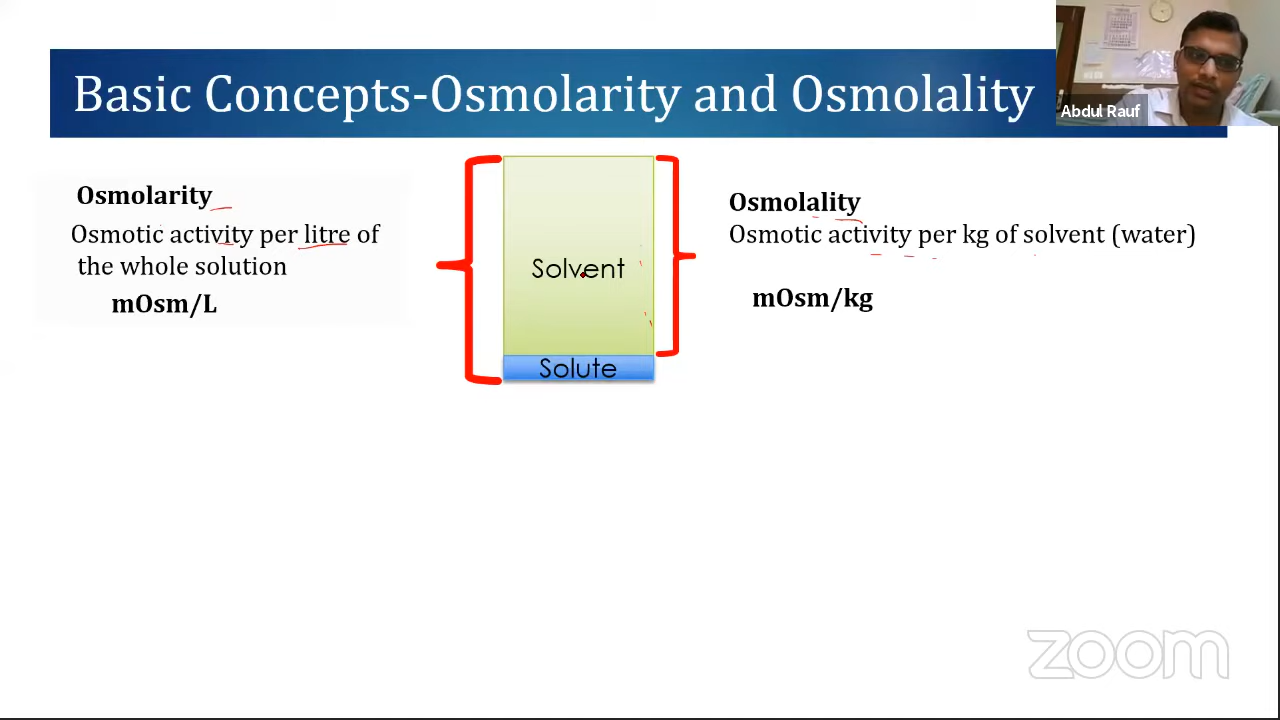 Basic Concepts-Osmolarity and Osmolality
Abdul Rauf
Osmolarity
Osmotic activity per litre of
the whole solution
mOsm/L
Solvent
Solute
Osmolality
Osmotic activity per kg of solvent (water)
mOsm/kg
zoom